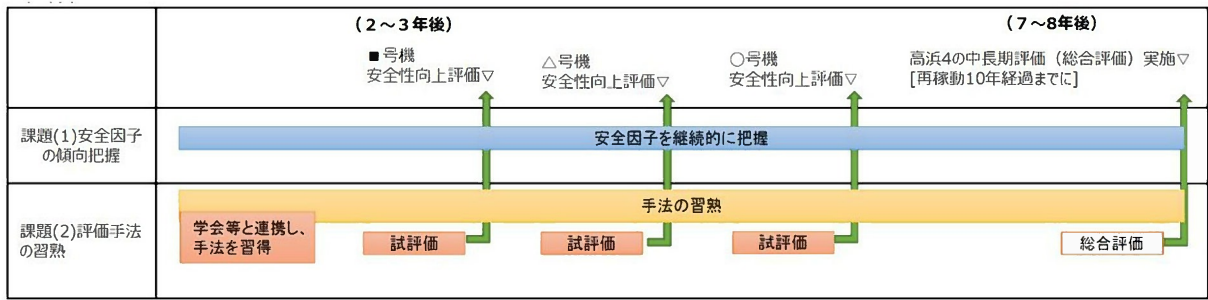 （２～３年後）
（７～8年後）
■号機
安全性向上評価▽
△号機
安全性向上評価▽
○号機
安全性向上評価▽
高浜4の中長期評価（総合評価）実施▽
[再稼動10年経過までに]
課題(1)安全因子
の傾向把握
安全因子を継続的に把握
課題(2)評価手法
の習熟
手法の習熟
学会等と連携し、
手法を習得
試評価
試評価
試評価
総合評価